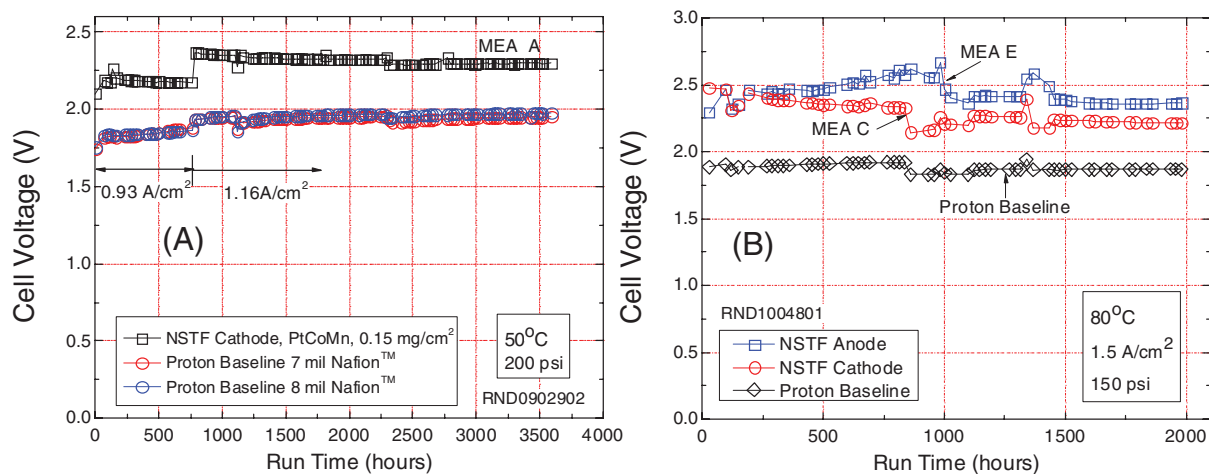 Cell Voltage (V)
2.5
2.0
1.5
1.0
0.5
0.0
MEA A
0.93 A/cm²
1.16A/cm²
(A)
NSTF Cathode, PtCoMn, 0.15 mg/cm²
Proton Baseline 7 mil Nafion™
Proton Baseline 8 mil Nafion™
50°C
200 psi
RND0902902
0 500 1000 1500 2000 2500 3000 3500 4000
Run Time (hours)
Cell Voltage (V)
3.0
2.5
2.0
1.5
1.0
0.5
0.0
MEA E
MEA C
Proton Baseline
(B)
RND1004801
NSTF Anode
NSTF Cathode
Proton Baseline
80°C
1.5 A/cm²
150 psi
0 500 1000 1500 2000
Run Time (hours)